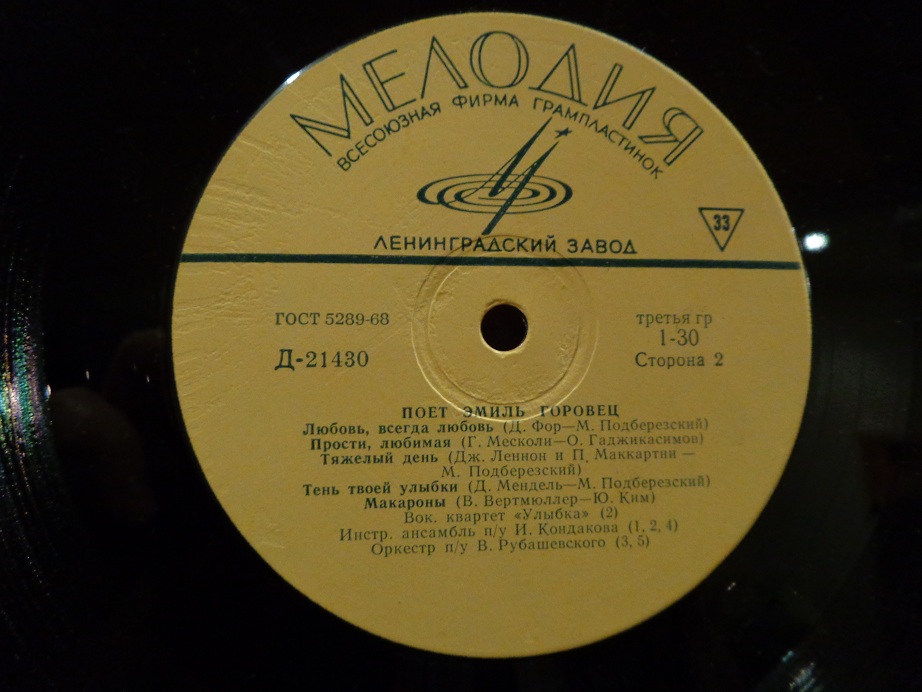 МЕЛОДИЯ
ВСЕСОЮЗНАЯ ФИРМА ГРАМПЛАСТИНОК
33
ЛЕНИНГРАДСКИЙ ЗАВОД
ГОСТ 5289-68
Д-21430
третья гр
1-30
Сторона 2
ПОЕТ ЭМИЛЬ ГОРОВЕЦ
Любовь, всегда любовь (Д. Фор—М. Подберезский)
Прости, любимая (Г. Месколи—О. Гаджикасимов)
Тяжелый день (Дж. Леннон и П. Маккартни —
М. Подберезский)
Тень твоей улыбки (Д. Мендель—М. Подберезский)
Макароны (В. Вертмюллер—Ю. Ким)
Вок. квартет «Улыбка» (2)
Инстр. ансамбль п/у И. Кондакова (1, 2, 4)
Оркестр п/у В. Рубашевского (3, 5)